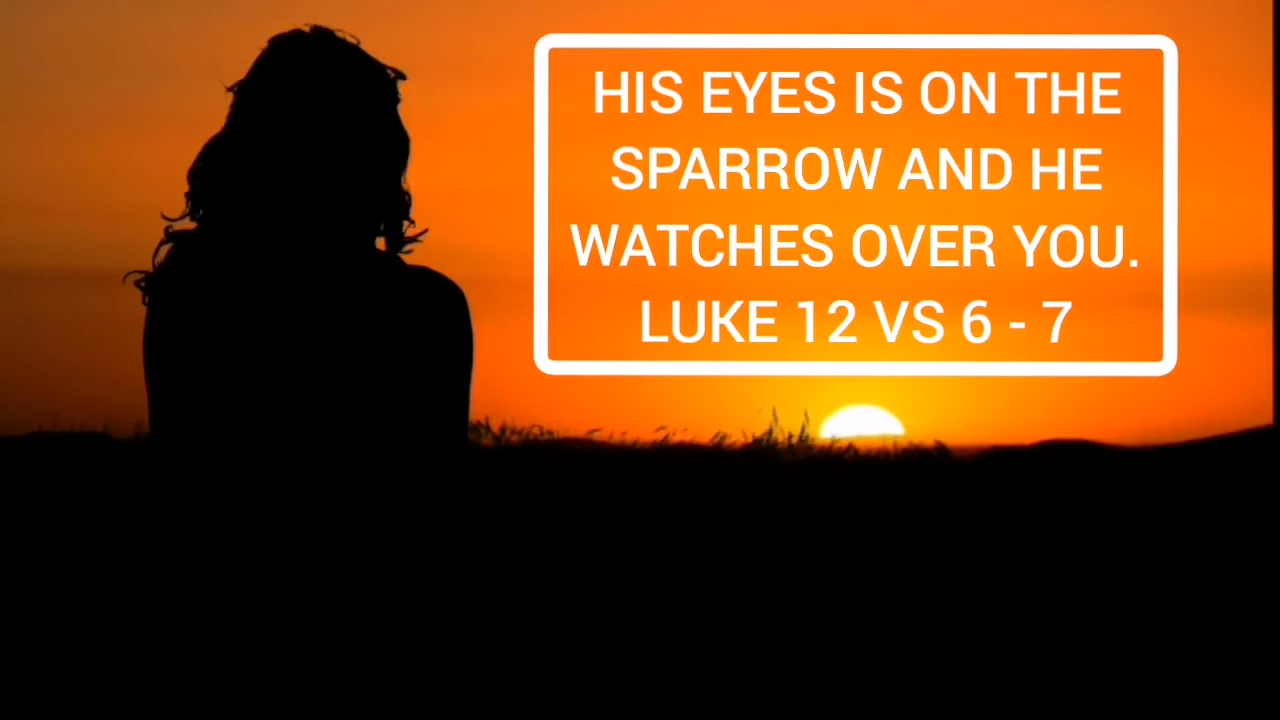 HIS EYES IS ON THE
SPARROW AND HE
WATCHES OVER YOU.
LUKE 12 VS 6 - 7